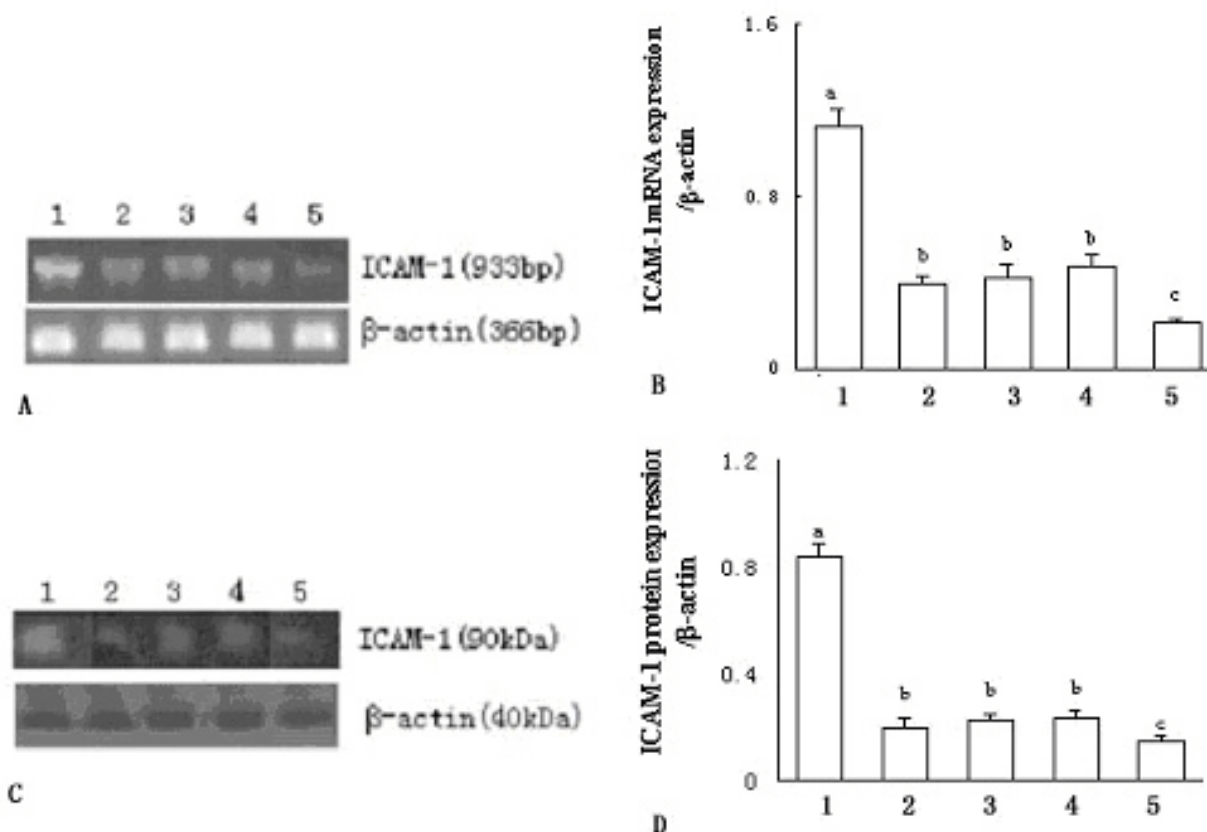 1 2 3 4 5
ICAM-1(933bp)
β-actin(366bp)
A
ICAM-1 mRNA expression
/β-actin
1.6
0.8
0
a
b
b
b
c
B
1 2 3 4 5
1 2 3 4 5
ICAM-1(90kDa)
β-actin(40kDa)
C
ICAM-1 protein expression
/β-actin
1.2
0.8
0.4
0
a
b
b
b
c
1 2 3 4 5
D